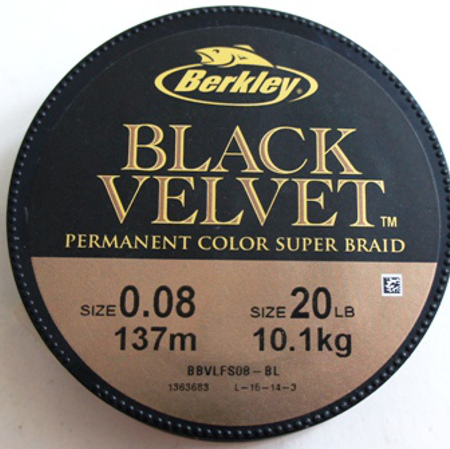 Berkley
BLACK
VELVET™
PERMANENT COLOR SUPER BRAID
SIZE 0.08 SIZE 20 LB
137m 10.1kg
BBVLFS08-BL
1363683 L-16-14-3